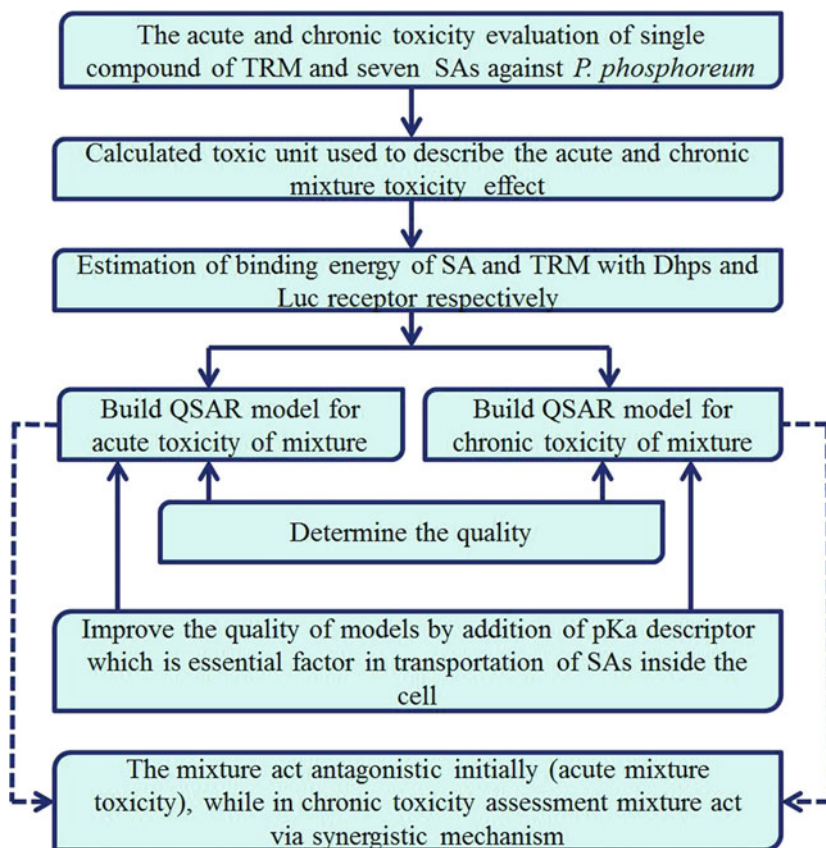 The acute and chronic toxicity evaluation of single
compound of TRM and seven SAs against P. phosphoreum
Calculated toxic unit used to describe the acute and chronic
mixture toxicity effect
Estimation of binding energy of SA and TRM with Dhps and
Luc receptor respectively
Build QSAR model for
acute toxicity of mixture
Build QSAR model for
chronic toxicity of mixture
Determine the quality
Improve the quality of models by addition of pKa descriptor
which is essential factor in transportation of SAs inside the
cell
The mixture act antagonistic initially (acute mixture
toxicity), while in chronic toxicity assessment mixture act
via synergistic mechanism